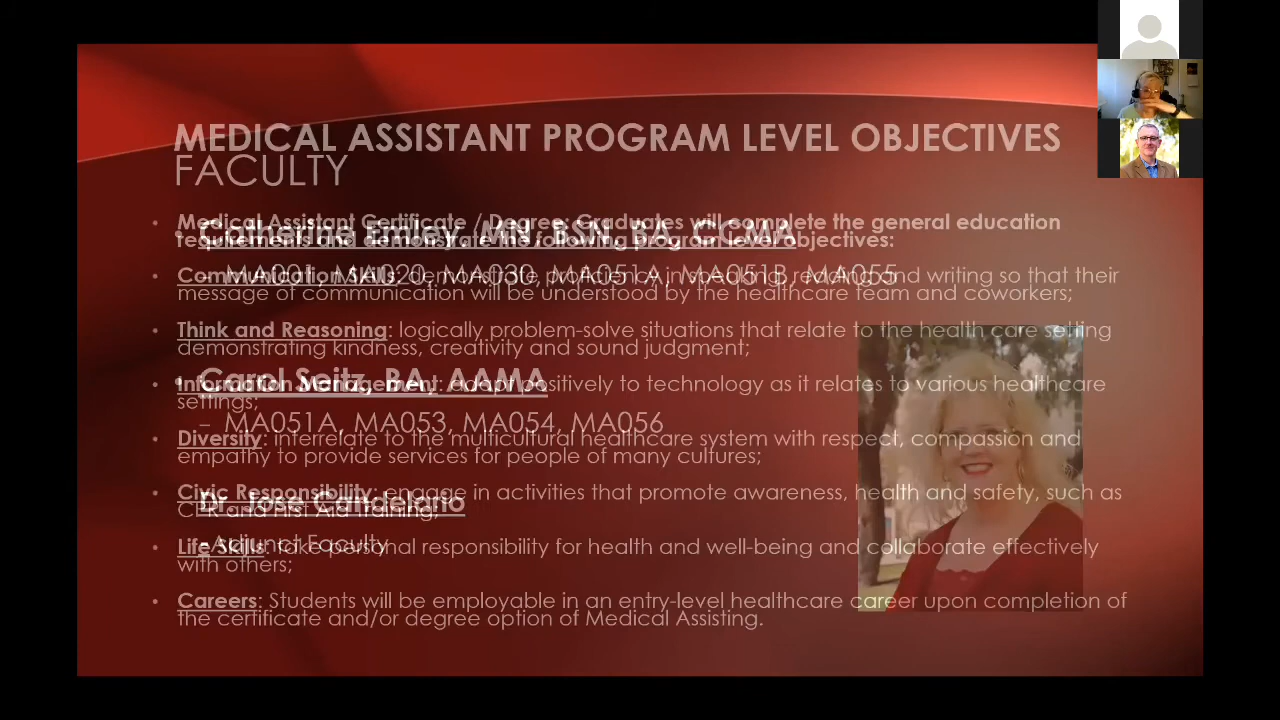 MEDICAL ASSISTANT PROGRAM LEVEL OBJECTIVES
FACULTY
• Medical Assistant Certificate / Degree: Graduates will complete the general education
requirements and demonstrate the following program level objectives:
Catherine Emley, MN, BSN, BA, CCMA
• Communication Skills: demonstrate proficiency in speaking, reading and writing so that their
– MA001, MA020, MA030, MA051A, MA051B, MA055
message of communication will be understood by the healthcare team and coworkers;
• Think and Reasoning: logically problem-solve situations that relate to the health care setting
demonstrating kindness, creativity and sound judgment;
• Information Management: adapt positively to technology as it relates to various healthcare
settings;
Carol Seitz, BA, AAMA
– MA051A, MA053, MA054, MA056
• Diversity: interrelate to the multicultural healthcare system with respect, compassion and
empathy to provide services for people of many cultures;
• Civic Responsibility: engage in activities that promote awareness, health and safety, such as
CPR and First Aid training;
Dr. Jose Candelario
• Life Skills: take personal responsibility for health and well-being and collaborate effectively
with others;
- Adjunct Faculty
• Careers: Students will be employable in an entry-level healthcare career upon completion of
the certificate and/or degree option of Medical Assisting.